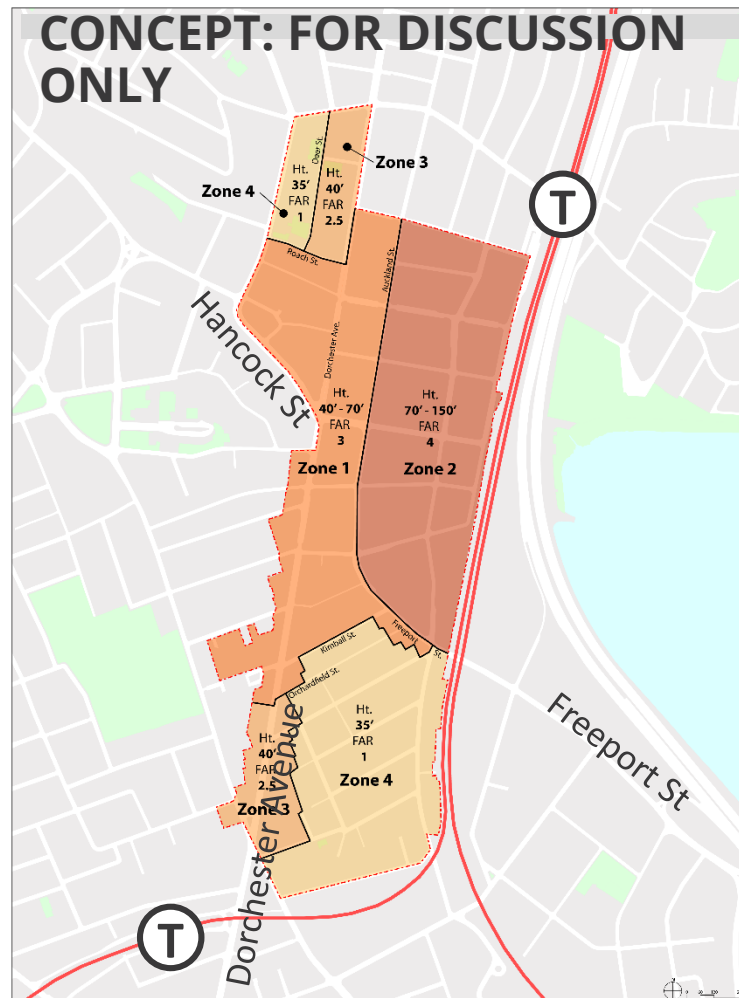 CONCEPT: FOR DISCUSSION
ONLY
Deer St.
Zone 3
Ht.
35'
FAR
1
Ht.
40'
FAR
2.5
Zone 4
T
Roach St.
Auckland St.
Hancock St
Dorchester Ave.
Ht.
40' - 70'
FAR
3
Zone 1
Ht.
70' - 150'
FAR
4
Zone 2
Freeport St.
Kimball St.
Orchardfield St.
Ht.
35'
FAR
1
Zone 4
Ht.
40'
FAR
2.5
Zone 3
Dorchester Avenue
Freeport St
T